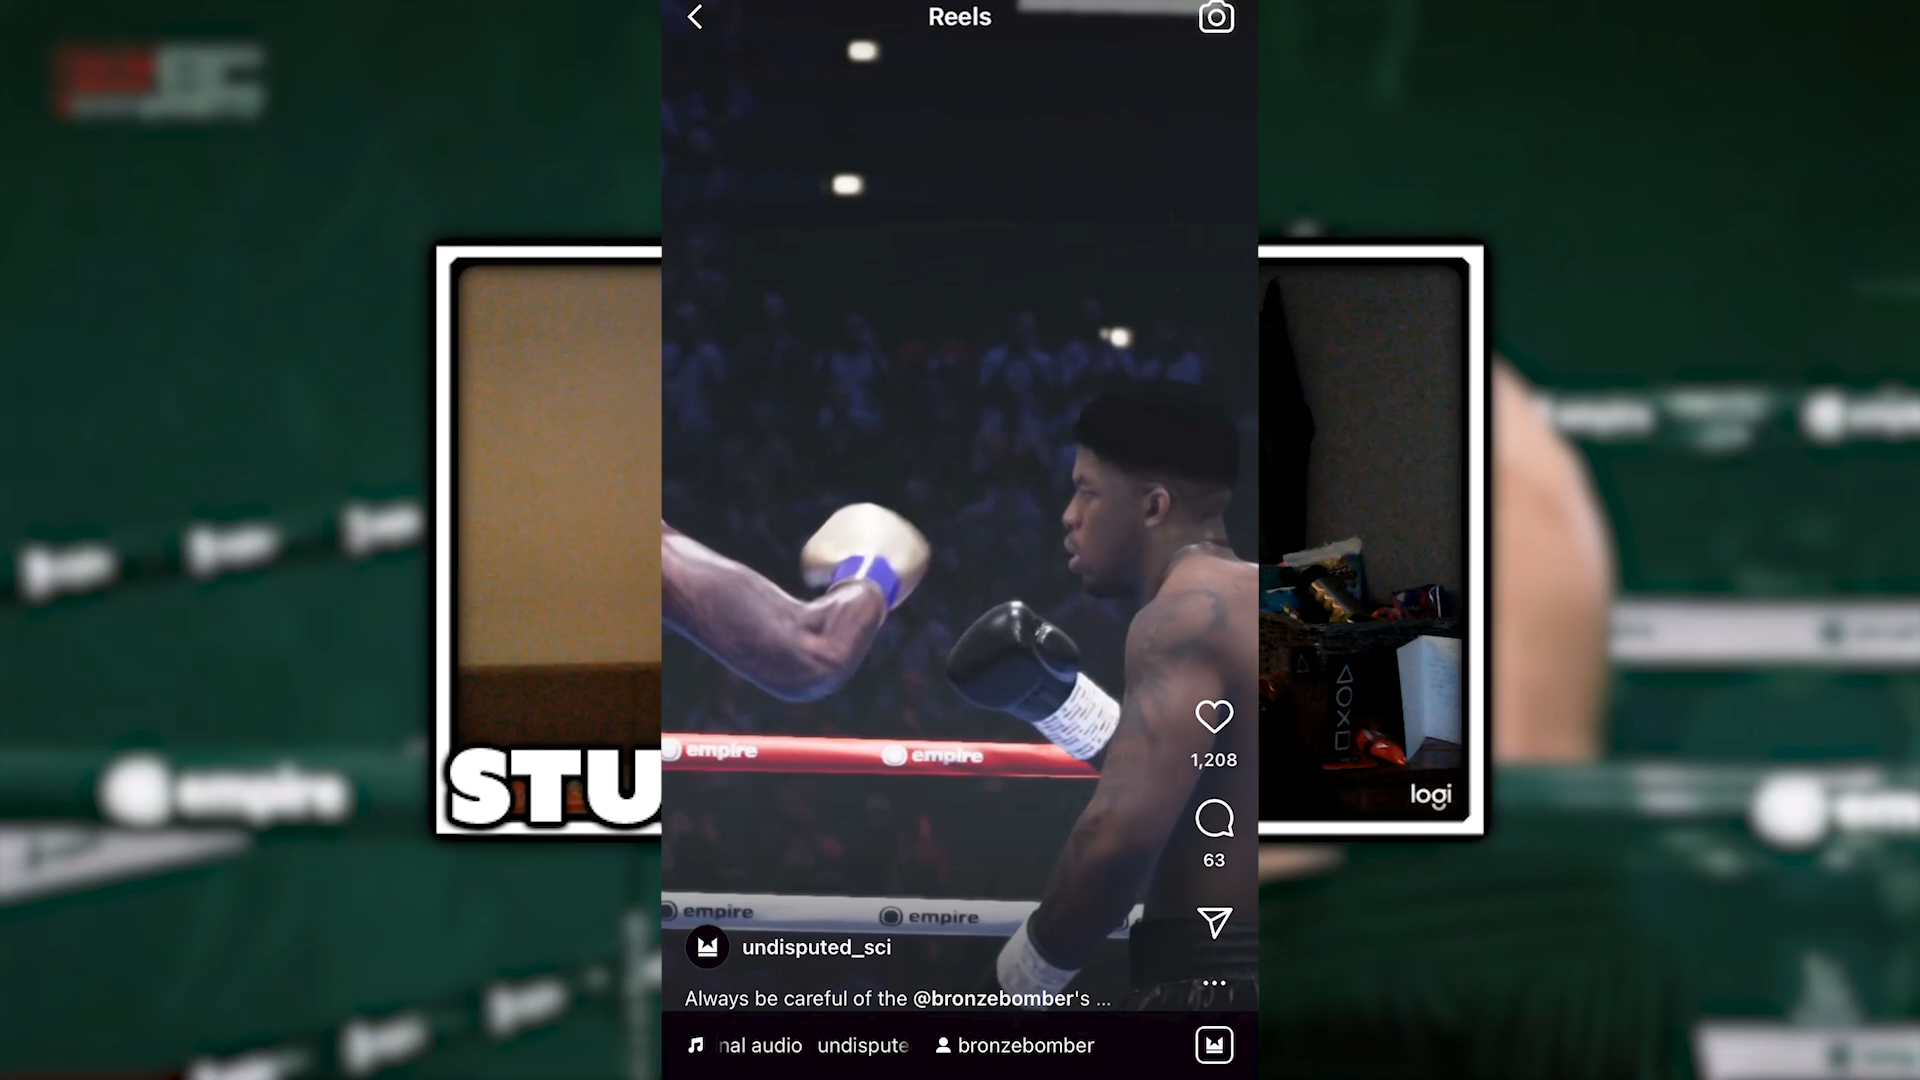 Reels
empire empire
1,208
63
empire empire
undisputed_sci
Always be careful of the @bronzebomber's ...
nal audio undispute bronzebomber
STU
logi
empire